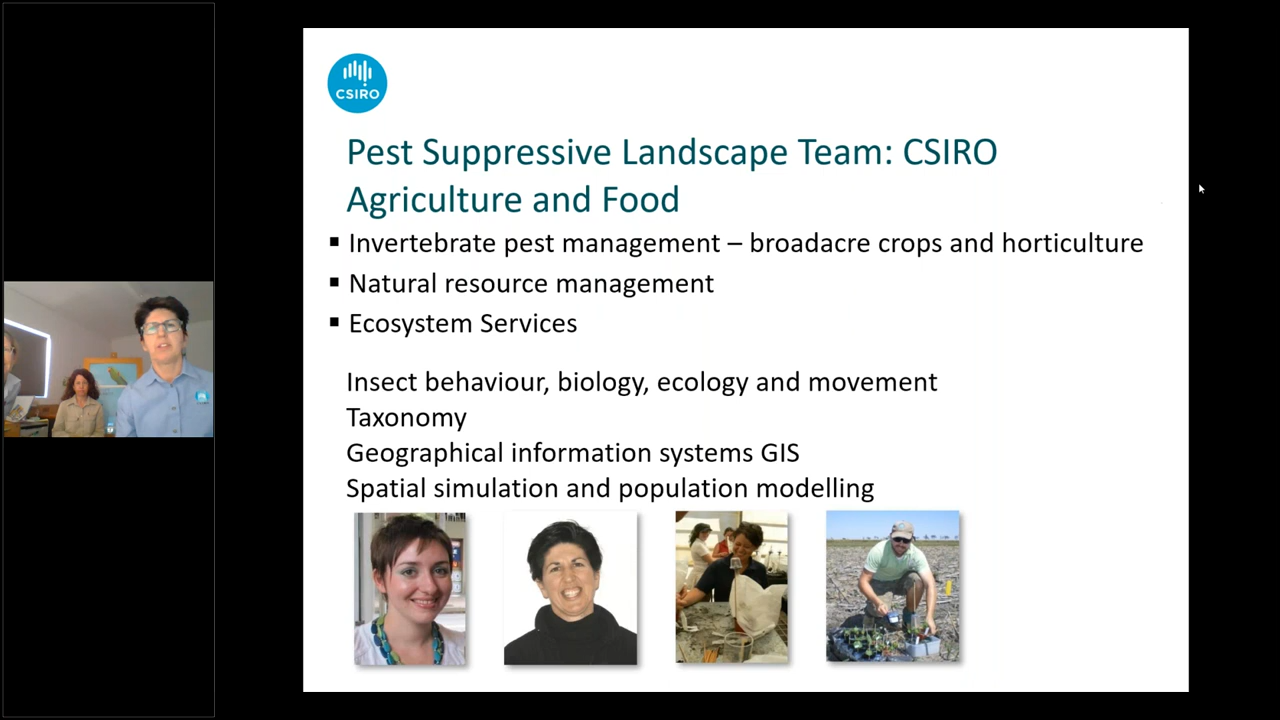 CSIRO
Pest Suppressive Landscape Team: CSIRO
Agriculture and Food
▪ Invertebrate pest management – broadacre crops and horticulture
▪ Natural resource management
▪ Ecosystem Services
Insect behaviour, biology, ecology and movement
Taxonomy
Geographical information systems GIS
Spatial simulation and population modelling